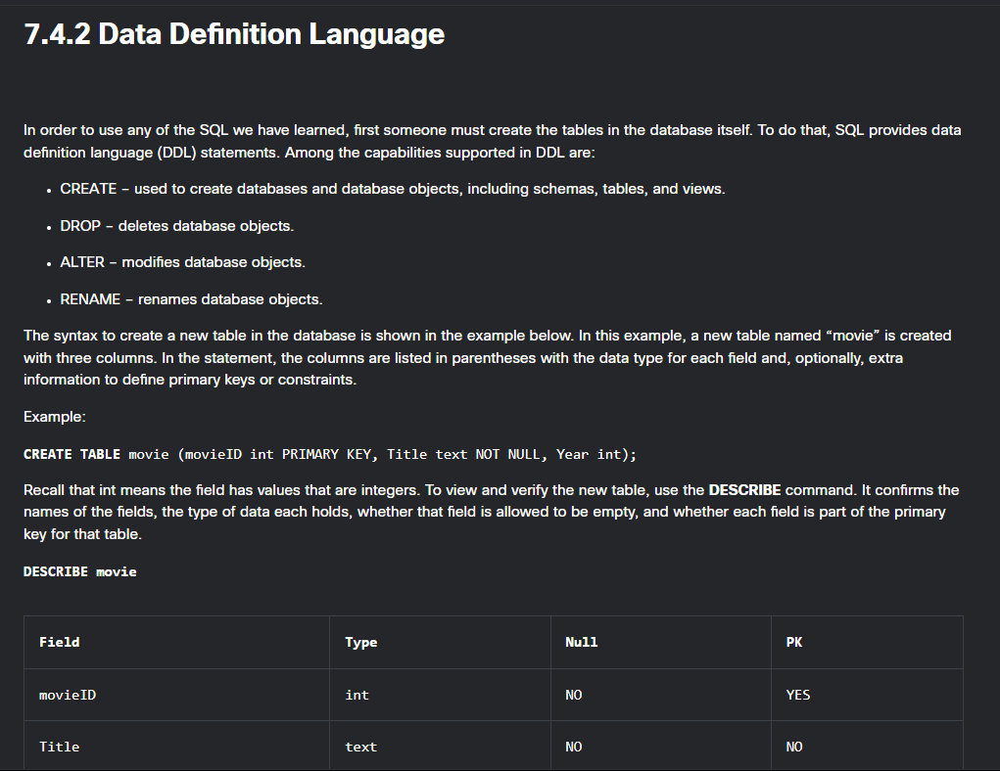 7.4.2 Data Definition Language
In order to use any of the SQL we have learned, first someone must create the tables in the database itself. To do that, SQL provides data
definition language (DDL) statements. Among the capabilities supported in DDL are:
• CREATE – used to create databases and database objects, including schemas, tables, and views.
• DROP – deletes database objects.
• ALTER – modifies database objects.
• RENAME – renames database objects.
The syntax to create a new table in the database is shown in the example below. In this example, a new table named “movie” is created
with three columns. In the statement, the columns are listed in parentheses with the data type for each field and, optionally, extra
information to define primary keys or constraints.
Example:
CREATE TABLE movie (movieID int PRIMARY KEY, Title text NOT NULL, Year int);
Recall that int means the field has values that are integers. To view and verify the new table, use the DESCRIBE command. It confirms the
names of the fields, the type of data each holds, whether that field is allowed to be empty, and whether each field is part of the primary
key for that table.
DESCRIBE movie
Field Type Null PK
movieID int NO YES
Title text NO NO